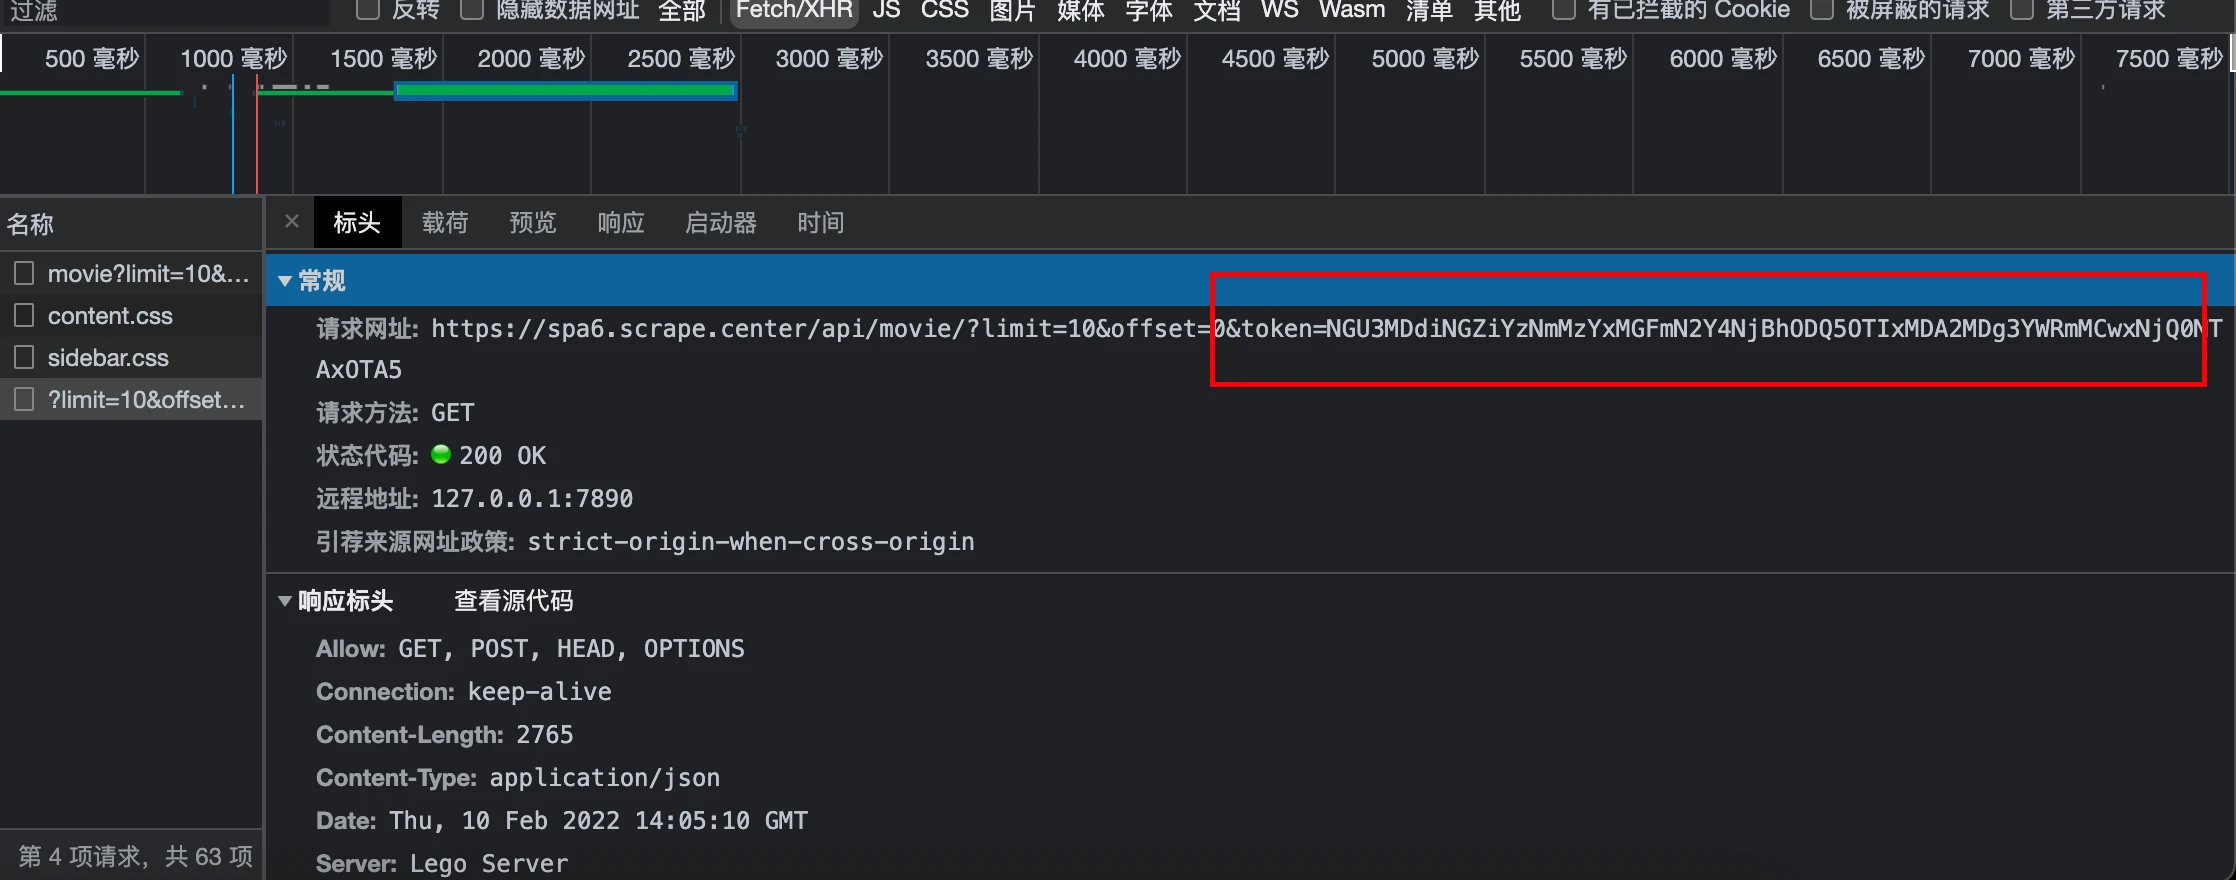 过滤 反转 隐藏数据网址 全部 Fetch/XHR JS CSS 图片 媒体 字体 文档 WS Wasm 清单 其他 有已拦截的 Cookie 被屏蔽的请求 第三方请求
500 毫秒 1000 毫秒 1500 毫秒 2000 毫秒 2500 毫秒 3000 毫秒 3500 毫秒 4000 毫秒 4500 毫秒 5000 毫秒 5500 毫秒 6000 毫秒 6500 毫秒 7000 毫秒 7500 毫秒
名称
movie?limit=10&...
content.css
sidebar.css
?limit=10&offset...
第 4 项请求，共 63 项
× 标头 载荷 预览 响应 启动器 时间
▼常规
请求网址: https://spa6.scrape.center/api/movie/?limit=10&offset=0&token=NGU3MDdiNGZiYzNmMzYxMGFmN2Y4NjBhODQ5OTIxMDA2MDg3YWRmMCwxNjQ0NT
AxOTA5
请求方法: GET
状态代码: 200 OK
远程地址: 127.0.0.1:7890
引荐来源网址政策: strict-origin-when-cross-origin
▼响应标头 查看源代码
Allow: GET, POST, HEAD, OPTIONS
Connection: keep-alive
Content-Length: 2765
Content-Type: application/json
Date: Thu, 10 Feb 2022 14:05:10 GMT
Server: Lego Server